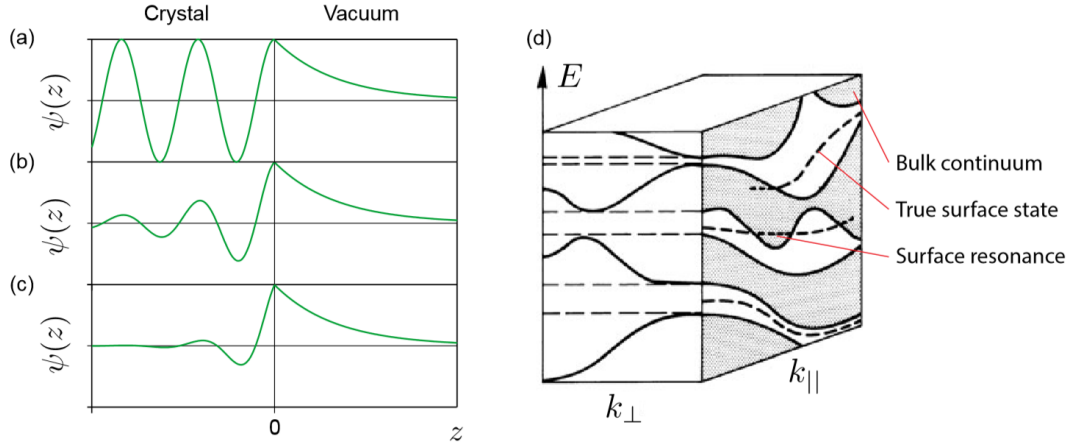 Crystal Vacuum
(a)
ψ(z)
(b)
ψ(z)
(c)
ψ(z)
0 z
(d)
E
Bulk continuum
True surface state
Surface resonance
k||
k⊥